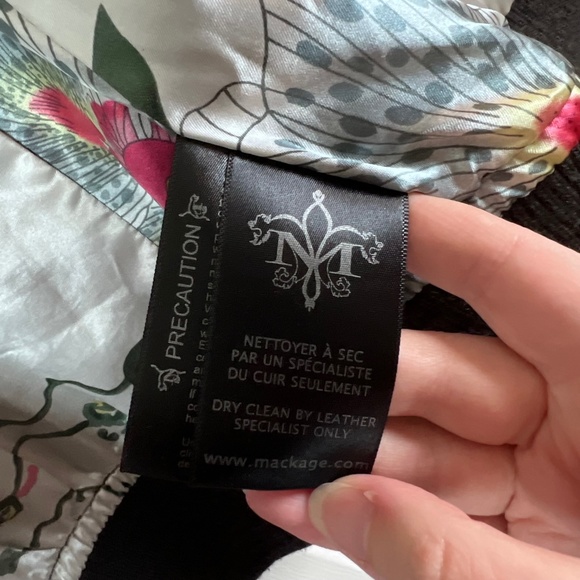 PRECAUTION
M
NETTOYER À SEC
PAR UN SPÉCIALISTE
DU CUIR SEULEMENT
DRY CLEAN BY LEATHER
SPECIALIST ONLY
www.mackage.com